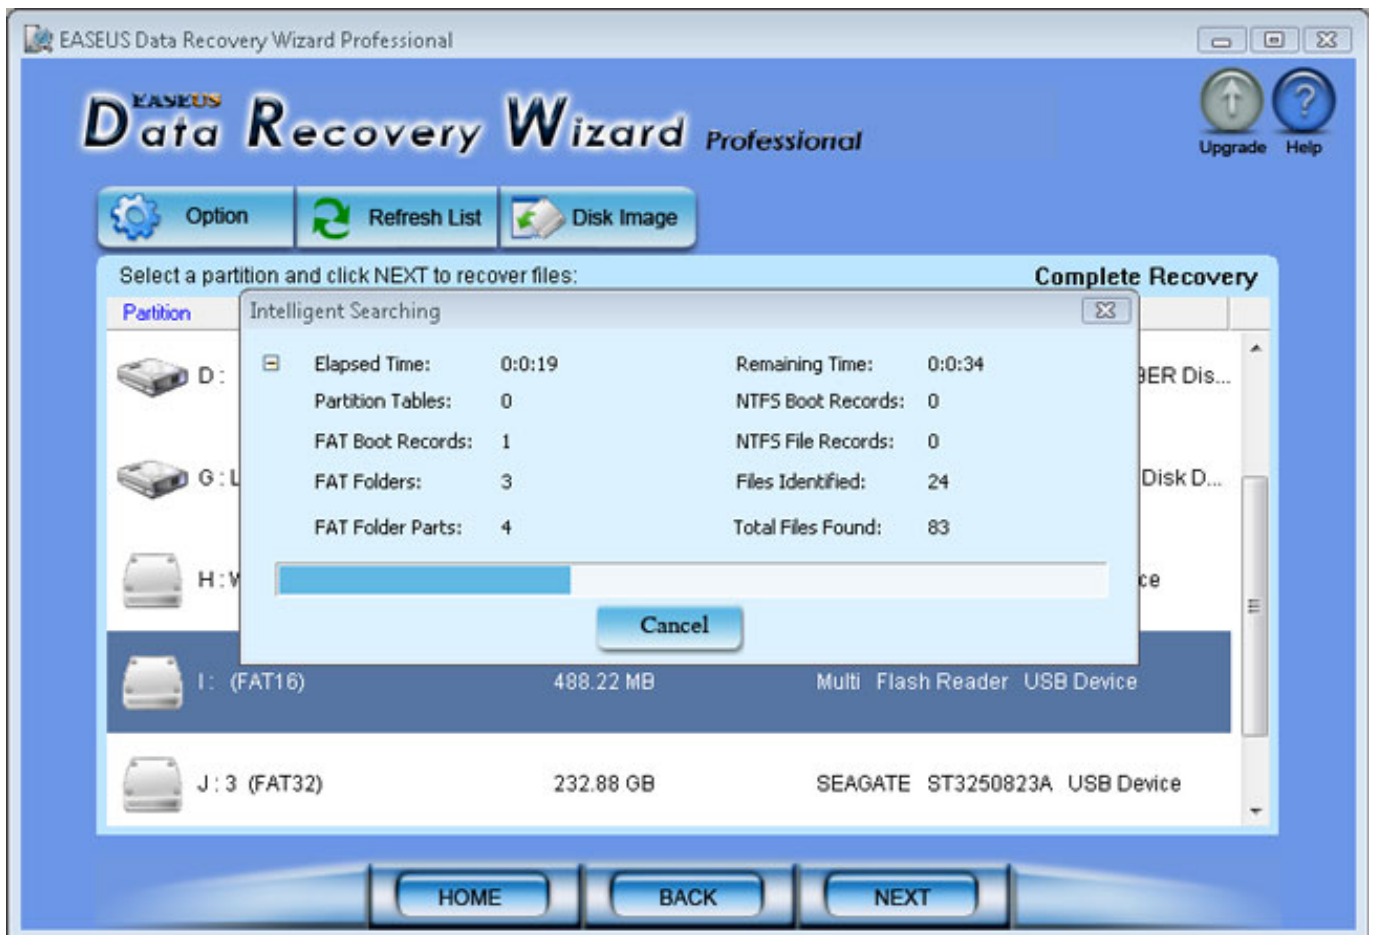 EASEUS Data Recovery Wizard Professional
EASEUS
Data Recovery Wizard Professional
Upgrade Help
Option Refresh List Disk Image
Select a partition and click NEXT to recover files: Complete Recovery
Partition
Intelligent Searching
Elapsed Time: 0:0:19 Remaining Time: 0:0:34
D: Dis...
Partition Tables: 0 NTFS Boot Records: 0
FAT Boot Records: 1 NTFS File Records: 0
G: L Disk D...
FAT Folders: 3 Files Identified: 24
FAT Folder Parts: 4 Total Files Found: 83
H: ce
Cancel
I: (FAT16) 488.22 MB Multi Flash Reader USB Device
J: 3 (FAT32) 232.88 GB SEAGATE ST3250823A USB Device
HOME BACK NEXT